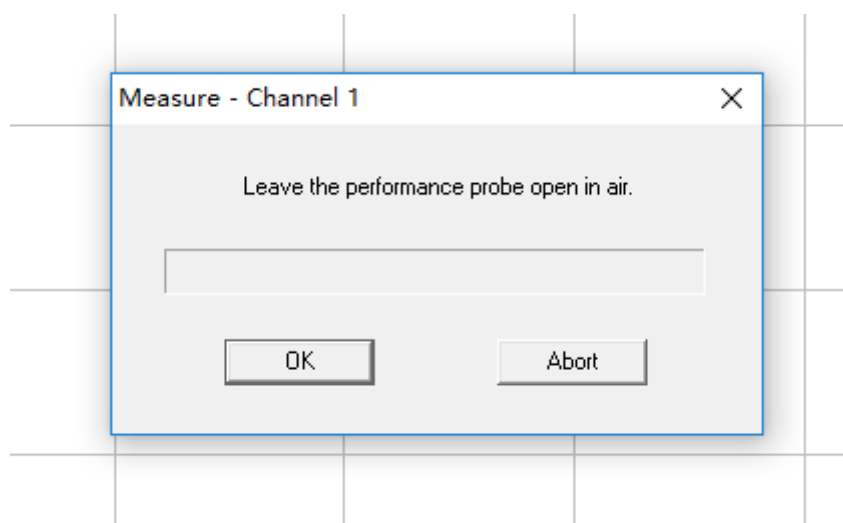 Measure - Channel 1
Leave the performance probe open in air.
OK
Abort